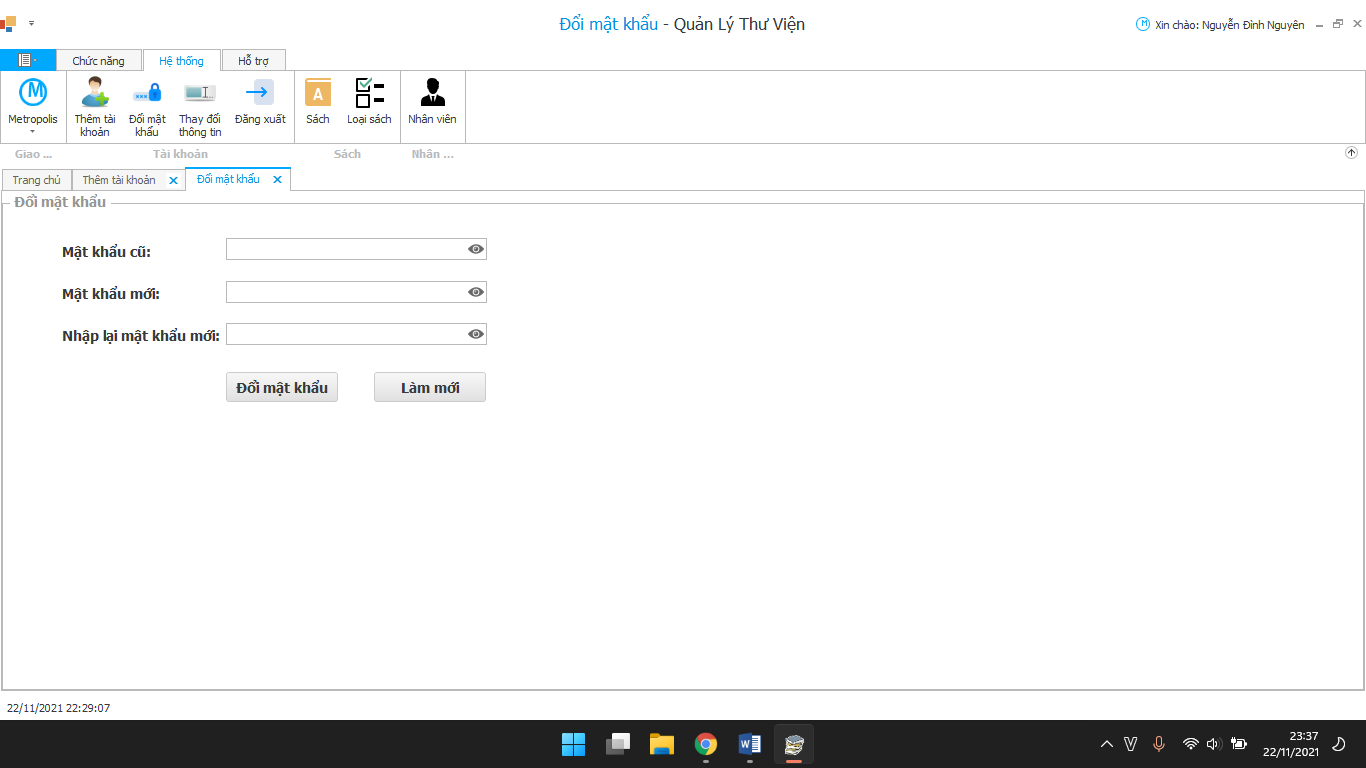 Đổi mật khẩu - Quản Lý Thư Viện
Xin chào: Nguyễn Đình Nguyên
Chức năng
Hệ thống
Hỗ trợ
M
Metropolis
Thêm tài khoản
Đổi mật khẩu
Thay đổi thông tin
Đăng xuất
A
Sách
Loại sách
Nhân viên
Giao ...
Tài khoản
Sách
Nhân ...
Trang chủ
Thêm tài khoản
Đổi mật khẩu
Đổi mật khẩu
Mật khẩu cũ:
Mật khẩu mới:
Nhập lại mật khẩu mới:
Đổi mật khẩu
Làm mới
22/11/2021 22:29:07
W
V
23:37
22/11/2021